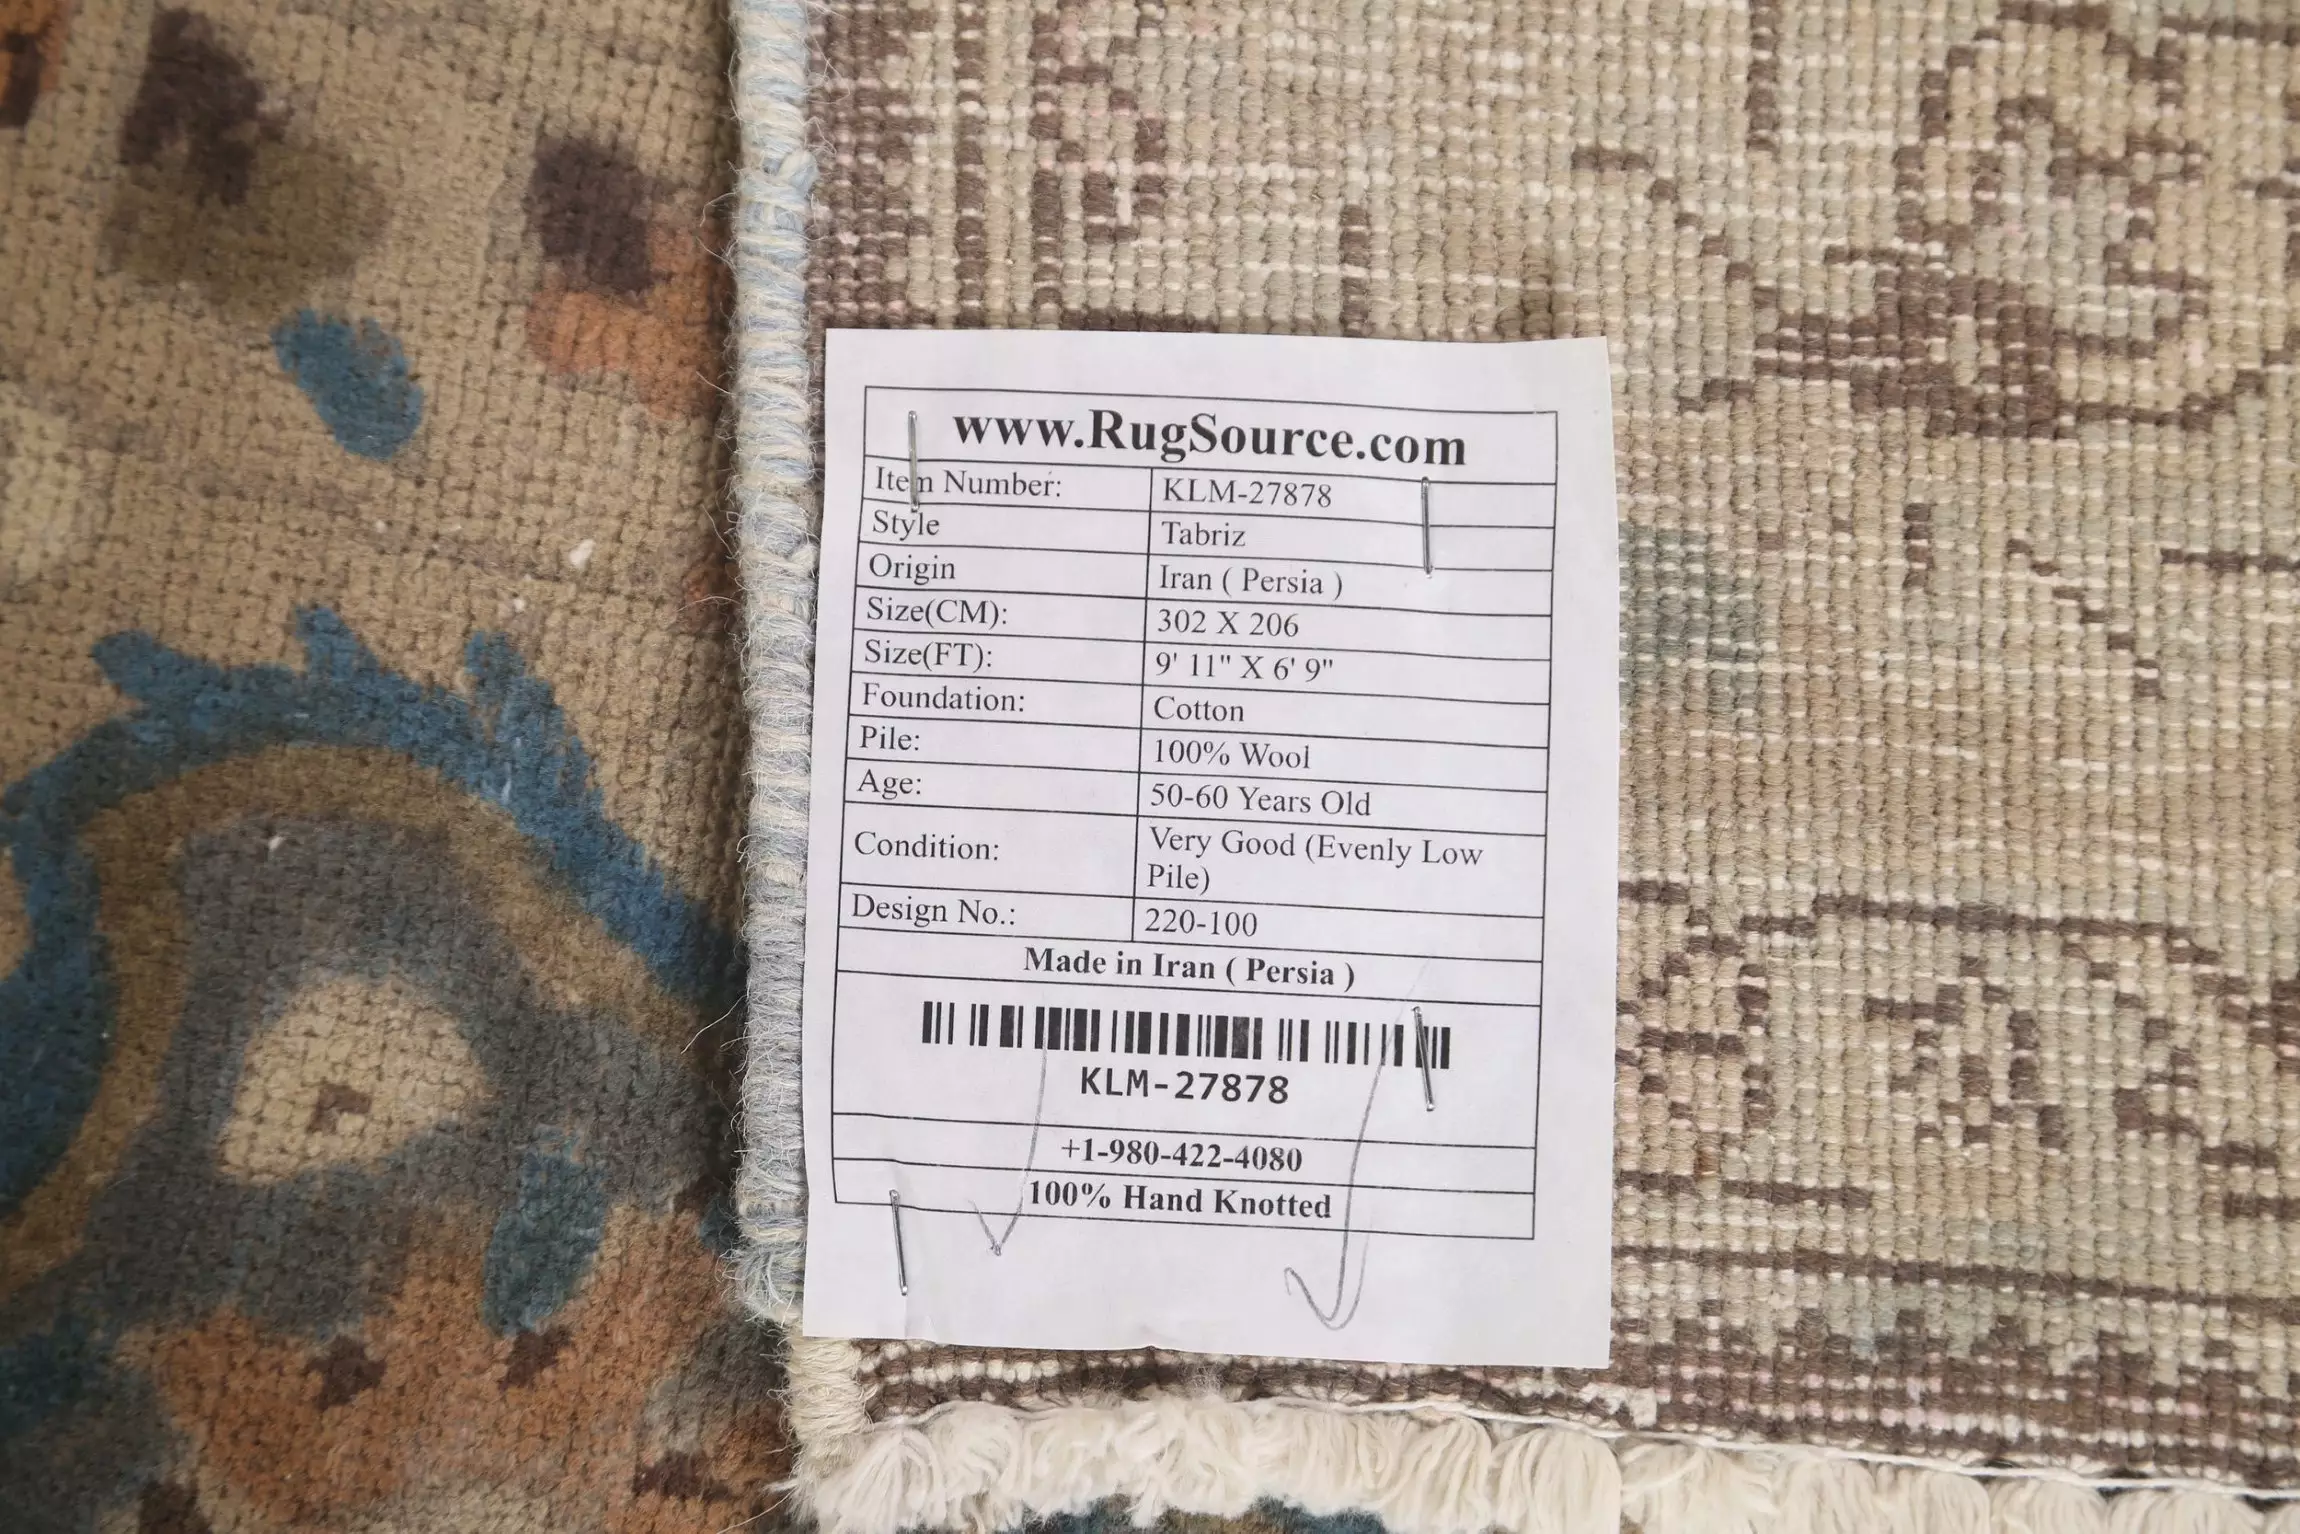 www.RugSource.com
Item Number: KLM-27878
Style Tabriz
Origin Iran ( Persia )
Size(CM): 302 X 206
Size(FT): 9' 11" X 6' 9"
Foundation: Cotton
Pile: 100% Wool
Age: 50-60 Years Old
Condition: Very Good (Evenly Low
Pile)
Design No.: 220-100
Made in Iran ( Persia )
KLM-27878
+1-980-422-4080
100% Hand Knotted